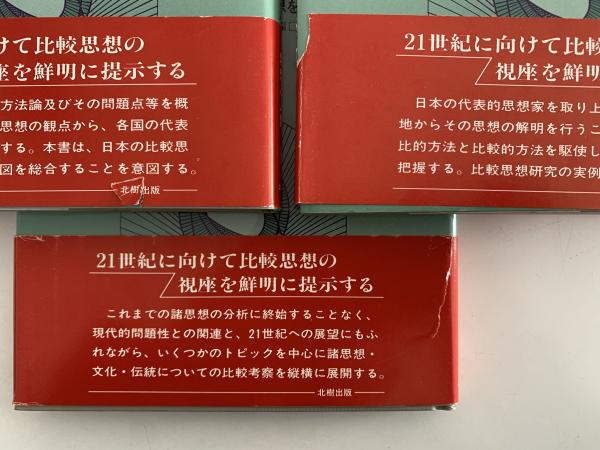 けて比較思想の
座を鮮明に提示する
方法論及びその問題点等を概
思想の観点から、各国の代表
する。本書は、日本の比較思
図を総合することを意図する。
北樹出版
21世紀に向けて比較
視座を鮮明
日本の代表的思想家を取り上
地からその思想の解明を行うこ
比的方法と比較的方法を駆使し
把握する。比較思想研究の実例
21世紀に向けて比較思想の
視座を鮮明に提示する
これまでの諸思想の分析に終始することなく、
現代的問題性との関連と、21世紀への展望にもふ
れながら、いくつかのトピックを中心に諸思想・
文化・伝統についての比較考察を縦横に展開する。
北樹出版